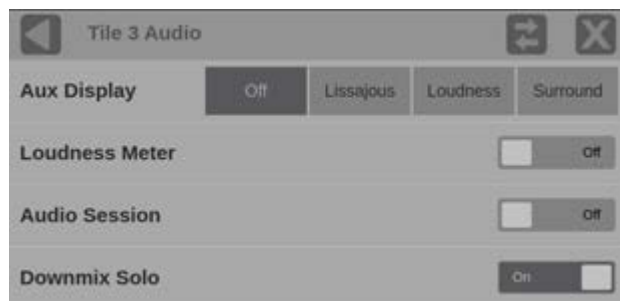 Tile 3 Audio
Aux Display Off Lissajous Loudness Surround
Loudness Meter Off
Audio Session Off
Downmix Solo On